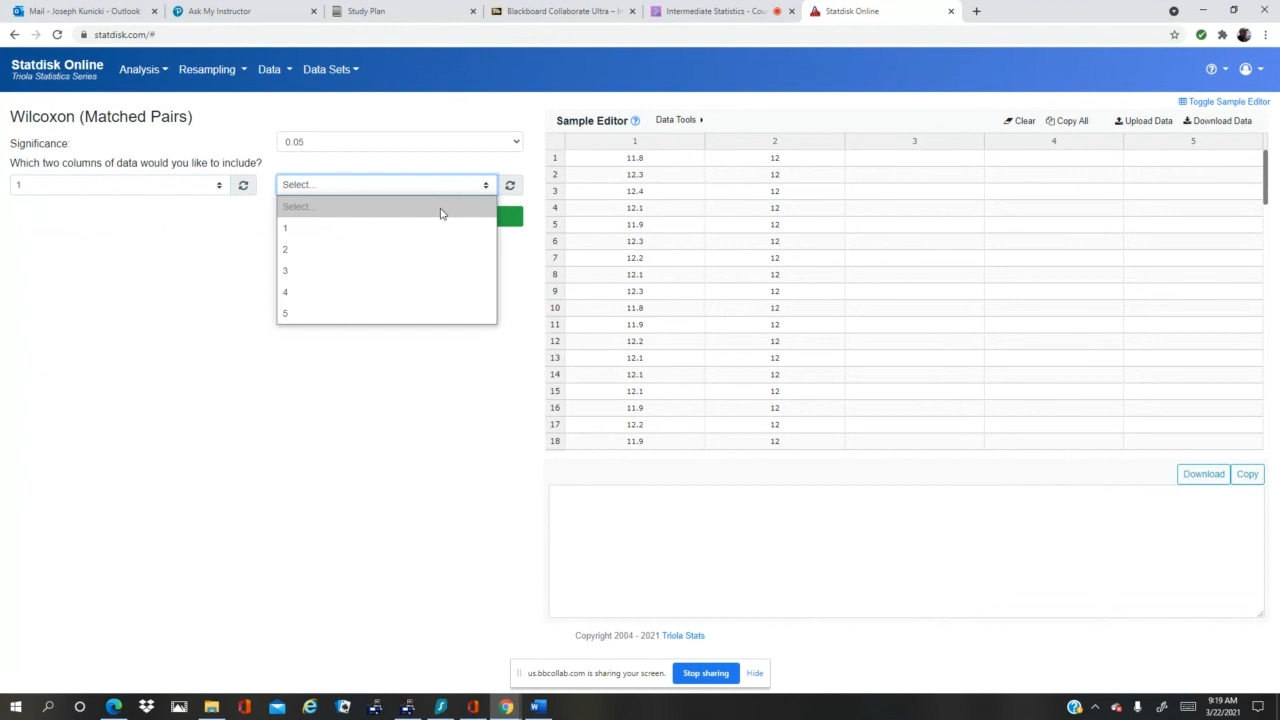 Mail - Joseph Kunicki - Outlook
Ask My Instructor
Study Plan
Blackboard Collaborate Ultra – In
Intermediate Statistics - Cou
Statdisk Online
statdisk.com/#
Statdisk Online
Triola Statistics Series
Analysis
Resampling
Data
Data Sets
Toggle Sample Editor
Wilcoxon (Matched Pairs)
Significance:
0.05
Which two columns of data would you like to include?
1
Select...
Select...
1
2
3
4
5
Sample Editor
Data Tools
Clear
Copy All
Upload Data
Download Data
1 2 3 4 5
1 11.8 12
2 12.3 12
3 12.4 12
4 12.1 12
5 11.9 12
6 12.3 12
7 12.2 12
8 12.1 12
9 12.3 12
10 11.8 12
11 11.9 12
12 12.2 12
13 12.1 12
14 12.1 12
15 12.1 12
16 11.9 12
17 12.2 12
18 11.9 12
Download
Copy
Copyright 2004 - 2021 Triola Stats
us.bbcollab.com is sharing your screen.
Stop sharing
Hide
9:19 AM
3/22/2021